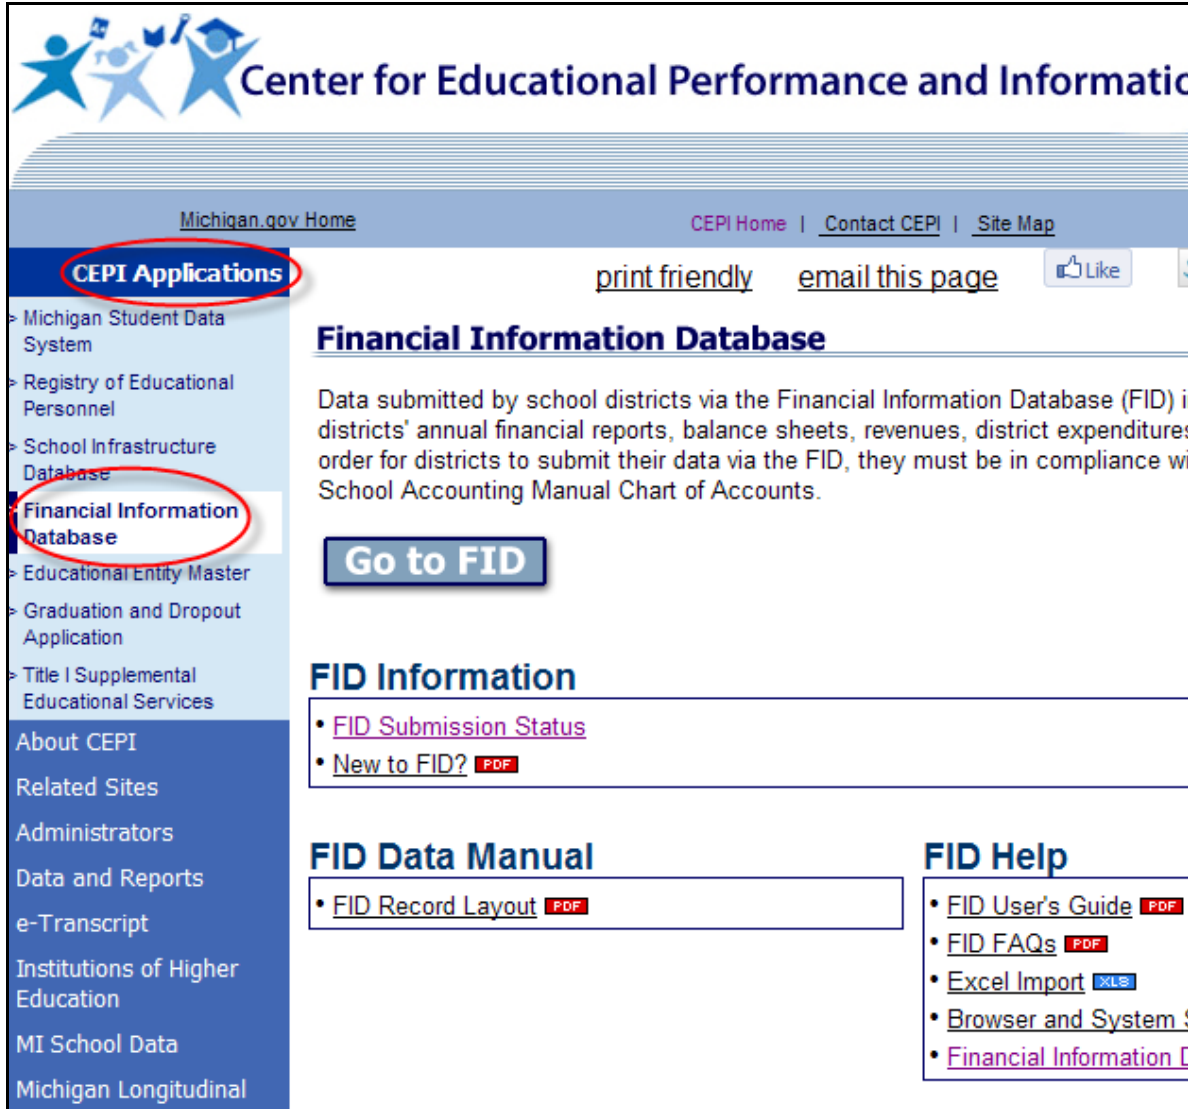 A+
Center for Educational Performance and Informatio
Michigan.gov Home
CEPI Home | Contact CEPI | Site Map
CEPI Applications
> Michigan Student Data
System
> Registry of Educational
Personnel
> School Infrastructure
Database
Financial Information
Database
> Educational Entity Master
> Graduation and Dropout
Application
> Title I Supplemental
Educational Services
About CEPI
Related Sites
Administrators
Data and Reports
e-Transcript
Institutions of Higher
Education
MI School Data
Michigan Longitudinal
print friendly email this page Like
Financial Information Database
Data submitted by school districts via the Financial Information Database (FID) i
districts' annual financial reports, balance sheets, revenues, district expenditures
order for districts to submit their data via the FID, they must be in compliance wi
School Accounting Manual Chart of Accounts.
Go to FID
FID Information
• FID Submission Status
• New to FID? PDF
FID Data Manual
• FID Record Layout PDF
FID Help
• FID User's Guide PDF
• FID FAQs PDF
• Excel Import XLS
• Browser and System S
• Financial Information D